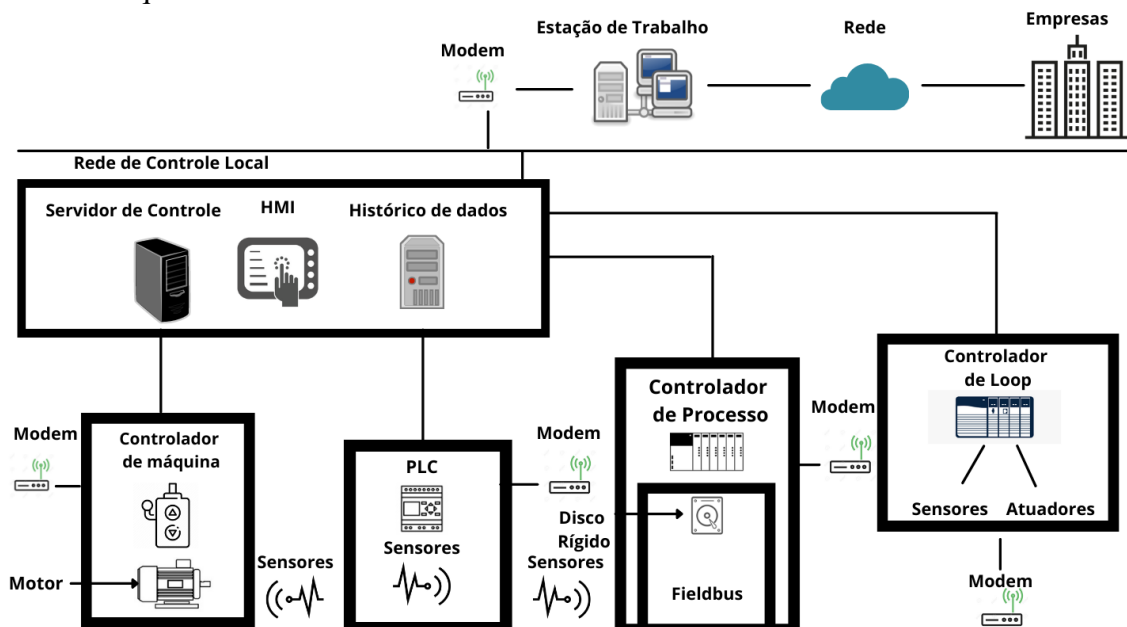 Empresas
Estação de Trabalho
Rede
Modem
Rede de Controle Local
Servidor de Controle
HMI
Histórico de dados
Controlador
de máquina
Modem
Motor
Sensores
PLC
Sensores
Modem
Disco
Rígido
Sensores
Controlador
de Processo
Fieldbus
Modem
Controlador
de Loop
Sensores
Atuadores
Modem